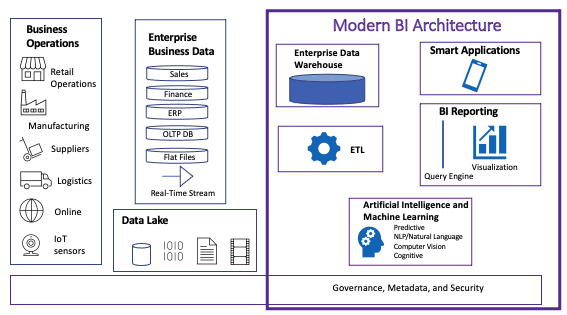 Business
Operations
Retail
Operations
Manufacturing
Suppliers
Logistics
Online
IoT
sensors
Enterprise
Business Data
Sales
Finance
ERP
OLTP DB
Flat Files
Real-Time Stream
Data Lake
IOIO
IOIO
Modern BI Architecture
Enterprise Data
Warehouse
ETL
Smart Applications
BI Reporting
Visualization
Query Engine
Artificial Intelligence and
Machine Learning
Predictive
NLP/Natural Language
Computer Vision
Cognitive
Governance, Metadata, and Security